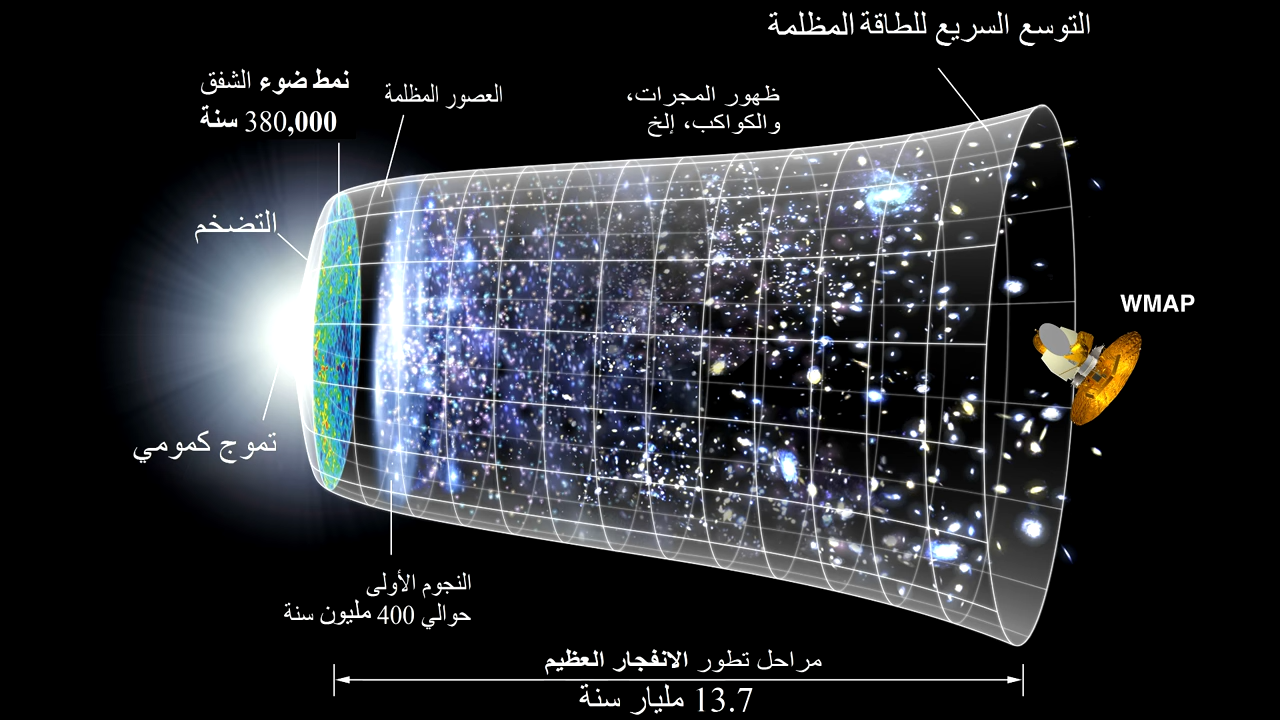 التوسع السريع للطاقة المظلمة
نمط ضوء الشفق
380,000 سنة
العصور المظلمة
ظهور المجرات،
والكواكب، إلخ
التضخم
WMAP
تموج كمومي
النجوم الأولى
حوالي 400 مليون سنة
مراحل تطور الانفجار العظيم
13.7 مليار سنة